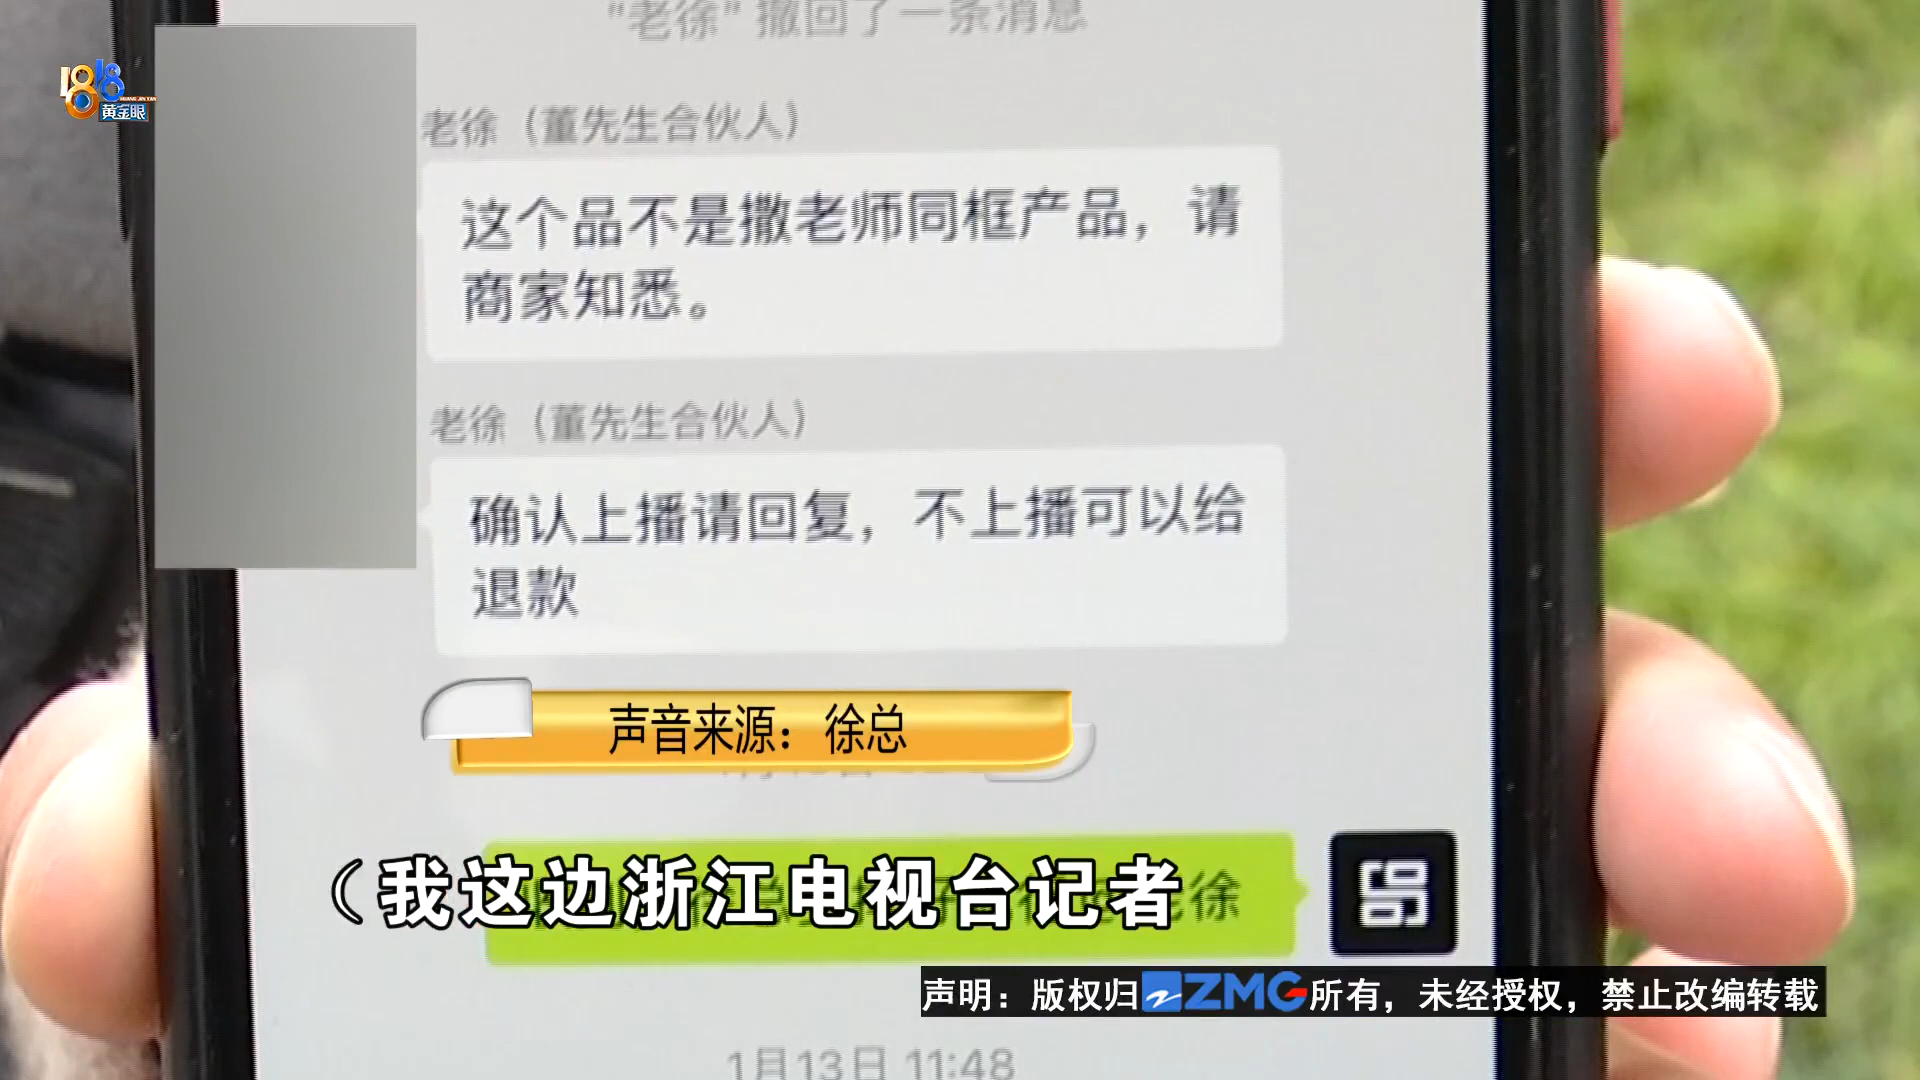 "老徐" 撤回了一条消息
1818
HUANG JIN YAN
黄金眼
老徐（董先生合伙人）
这个品不是撒老师同框产品，请
商家知悉。
老徐（董先生合伙人）
确认上播请回复，不上播可以给
退款
声音来源：徐总
（我这边浙江电视台记者
徐
声明：版权归ZMG所有，未经授权，禁止改编转载
1月13日 11:48